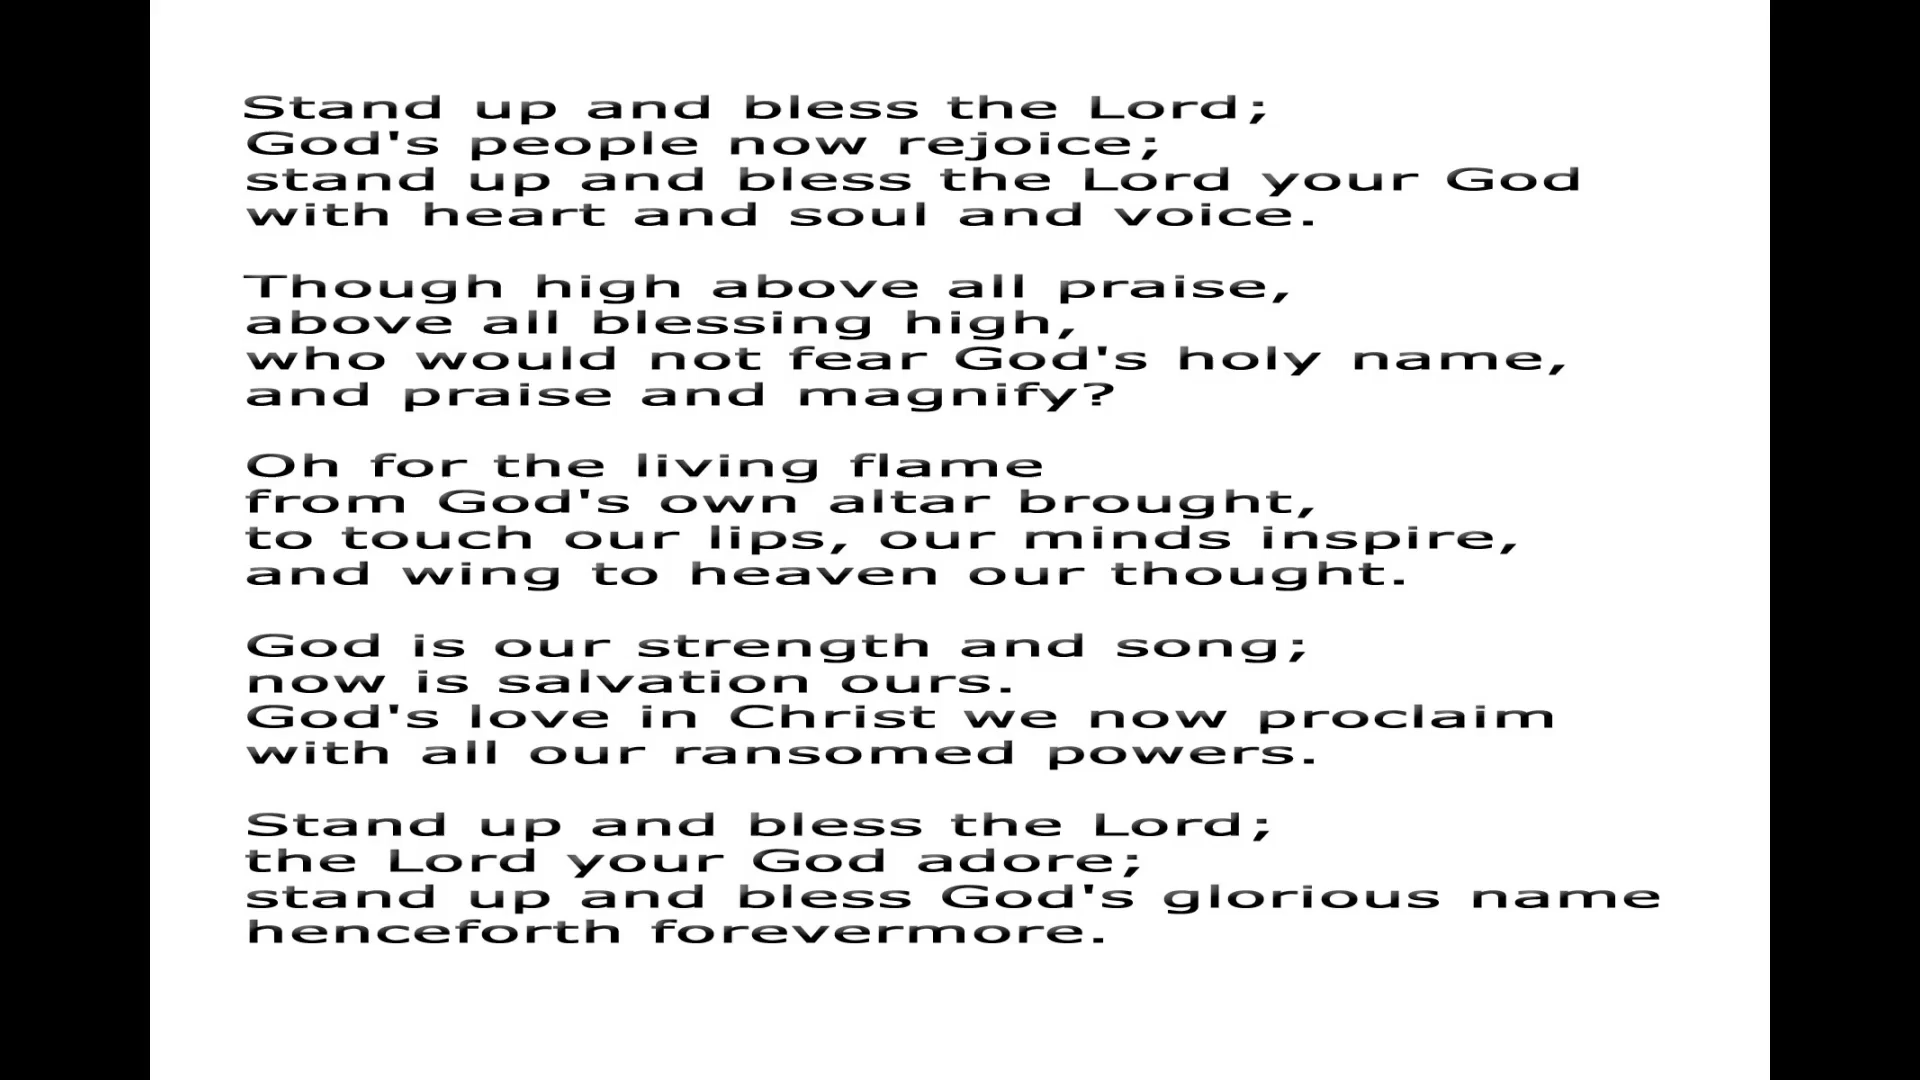 Stand up and bless the Lord;
God's people now rejoice;
stand up and bless the Lord your God
with heart and soul and voice.
Though high above all praise,
above all blessing high,
who would not fear God's holy name,
and praise and magnify?
Oh for the living flame
from God's own altar brought,
to touch our lips, our minds inspire,
and wing to heaven our thought.
God is our strength and song;
now is salvation ours.
God's love in Christ we now proclaim
with all our ransomed powers.
Stand up and bless the Lord;
the Lord your God adore;
stand up and bless God's glorious name
henceforth forevermore.